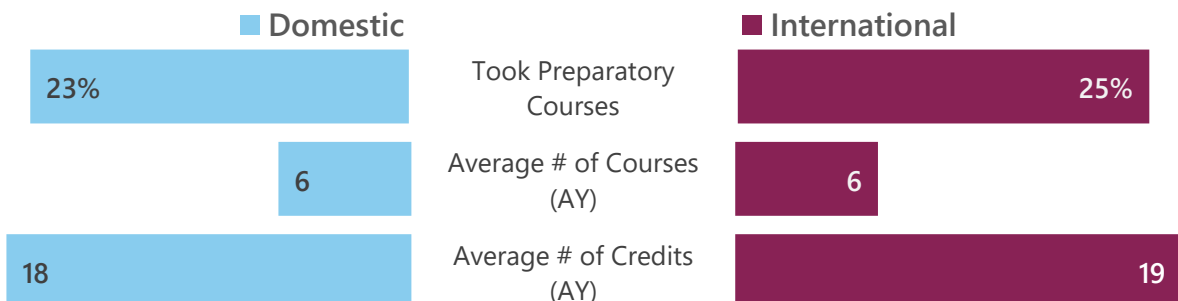 Domestic
International
23%
Took Preparatory
Courses
25%
6
Average # of Courses
(AY)
6
18
Average # of Credits
(AY)
19